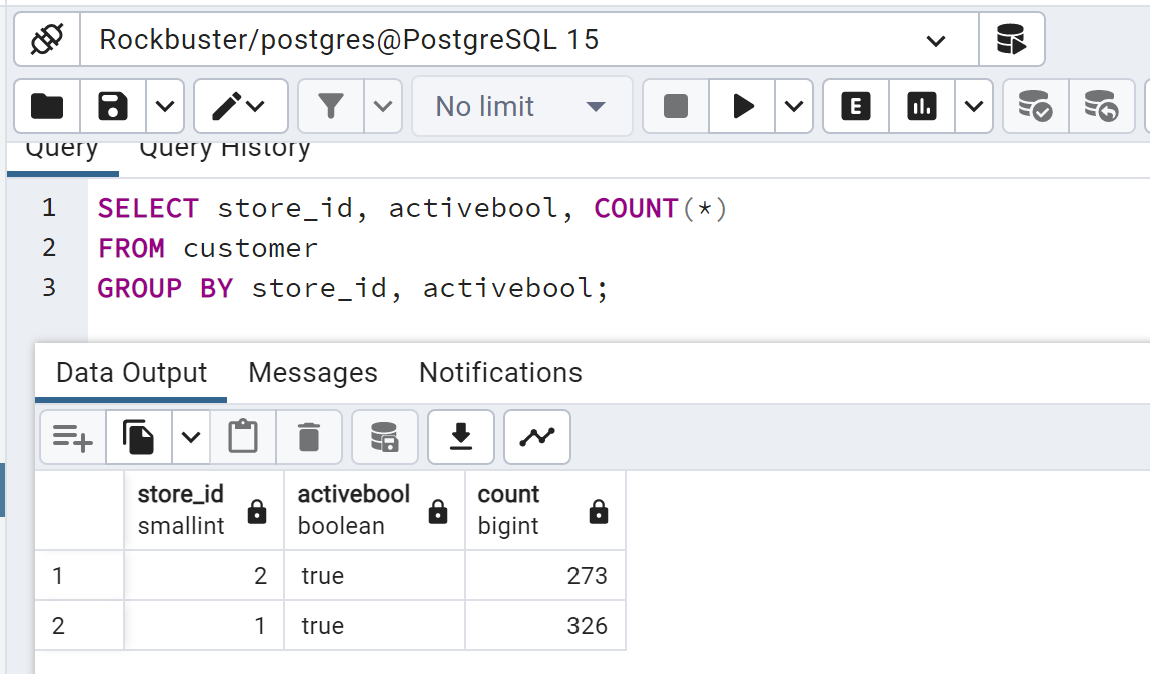 Rockbuster/postgres@PostgreSQL 15
No limit
E
Query Query History
1 SELECT store_id, activebool, COUNT(*)
2 FROM customer
3 GROUP BY store_id, activebool;
Data Output Messages Notifications
store_id activebool count
smallint boolean bigint
1 2 true 273
2 1 true 326